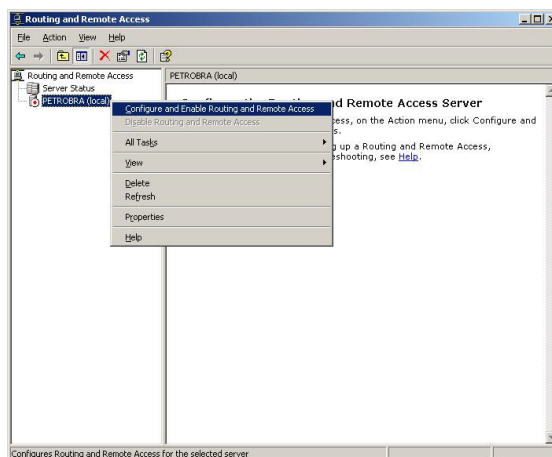 Routing and Remote Access
File Action View Help
Routing and Remote Access
Server Status
PETROBRA (local)
PETROBRA (local)
Configure and Enable Routing and Remote Access
Disable Routing and Remote Access
All Tasks
View
Delete
Refresh
Properties
Help
nd Remote Access Server
cess, on the Action menu, click Configure and
s.
g up a Routing and Remote Access,
eshooting, see Help.
Configures Routing and Remote Access for the selected server